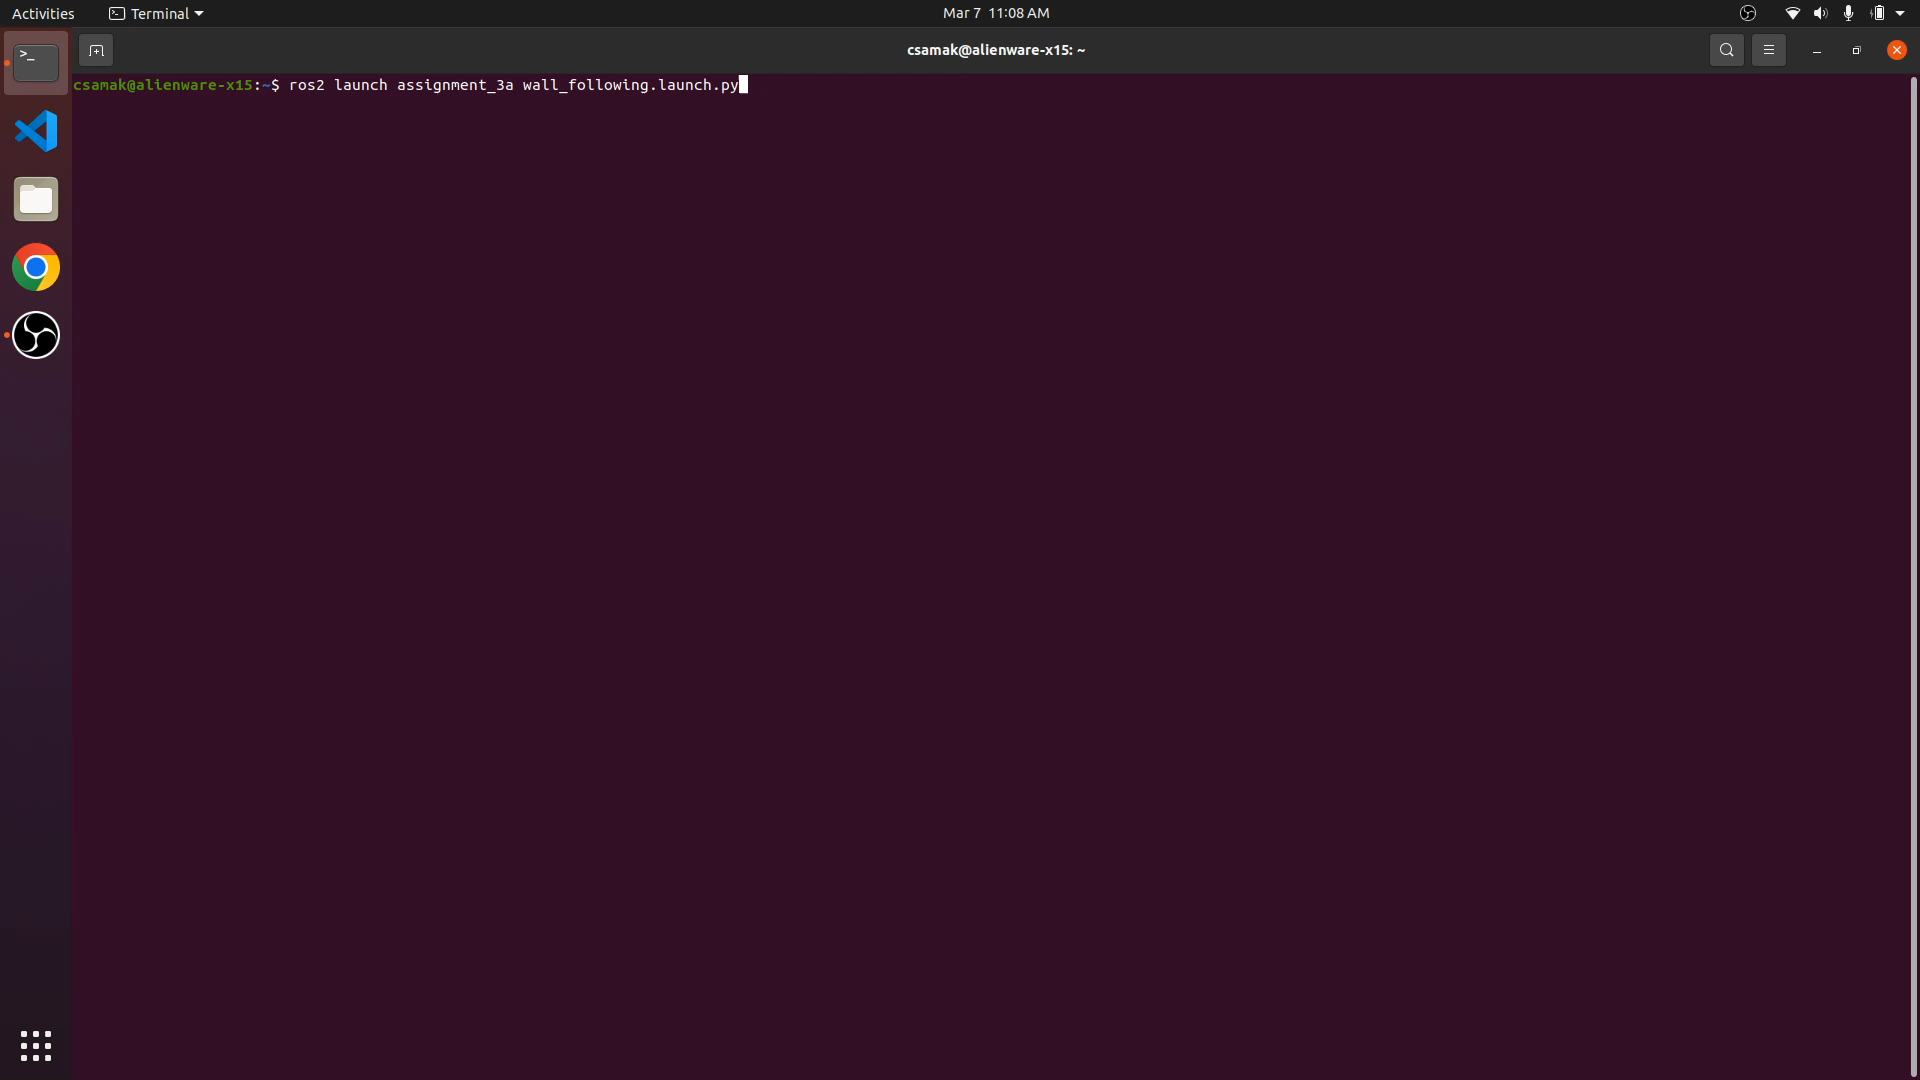 Activities
Terminal
Mar 7 11:08 AM
csamak@alienware-x15: ~
csamak@alienware-x15:~$ ros2 launch assignment_3a wall_following.launch.py